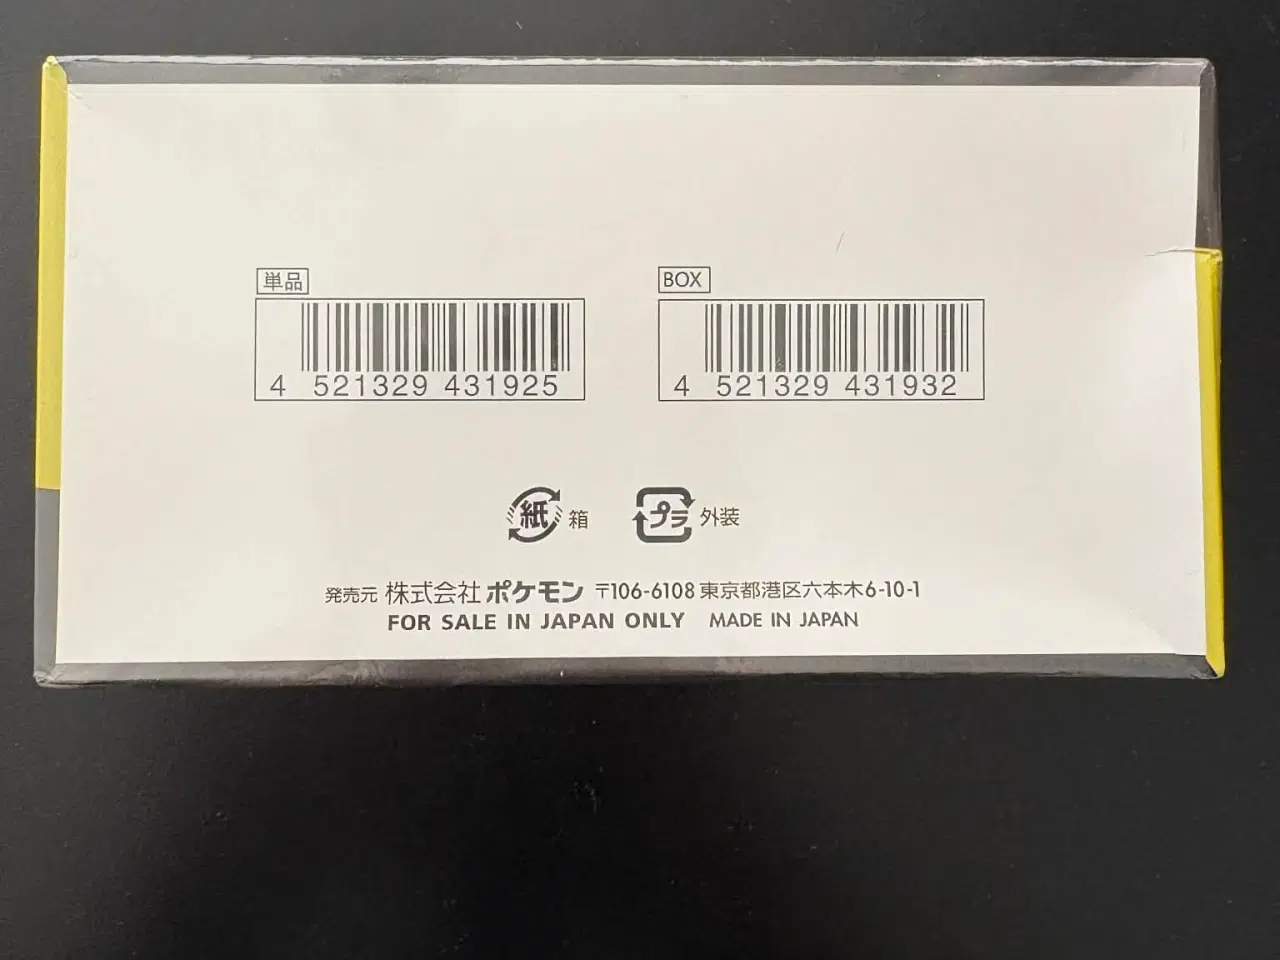 単品
4 521329 431925
BOX
4 521329 431932
紙 箱
プラ 外装
発売元 株式会社 ポケモン 〒106-6108 東京都港区六本木6-10-1
FOR SALE IN JAPAN ONLY MADE IN JAPAN